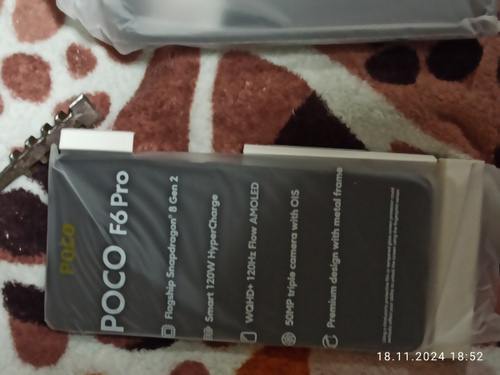 POCO
POCO F6 Pro
Flagship Snapdragon® 8 Gen 2
Smart 120W HyperCharge
WQHD+ 120Hz Flow AMOLED
50MP triple camera with OIS
Premium design with metal frame
18.11.2024 18:52